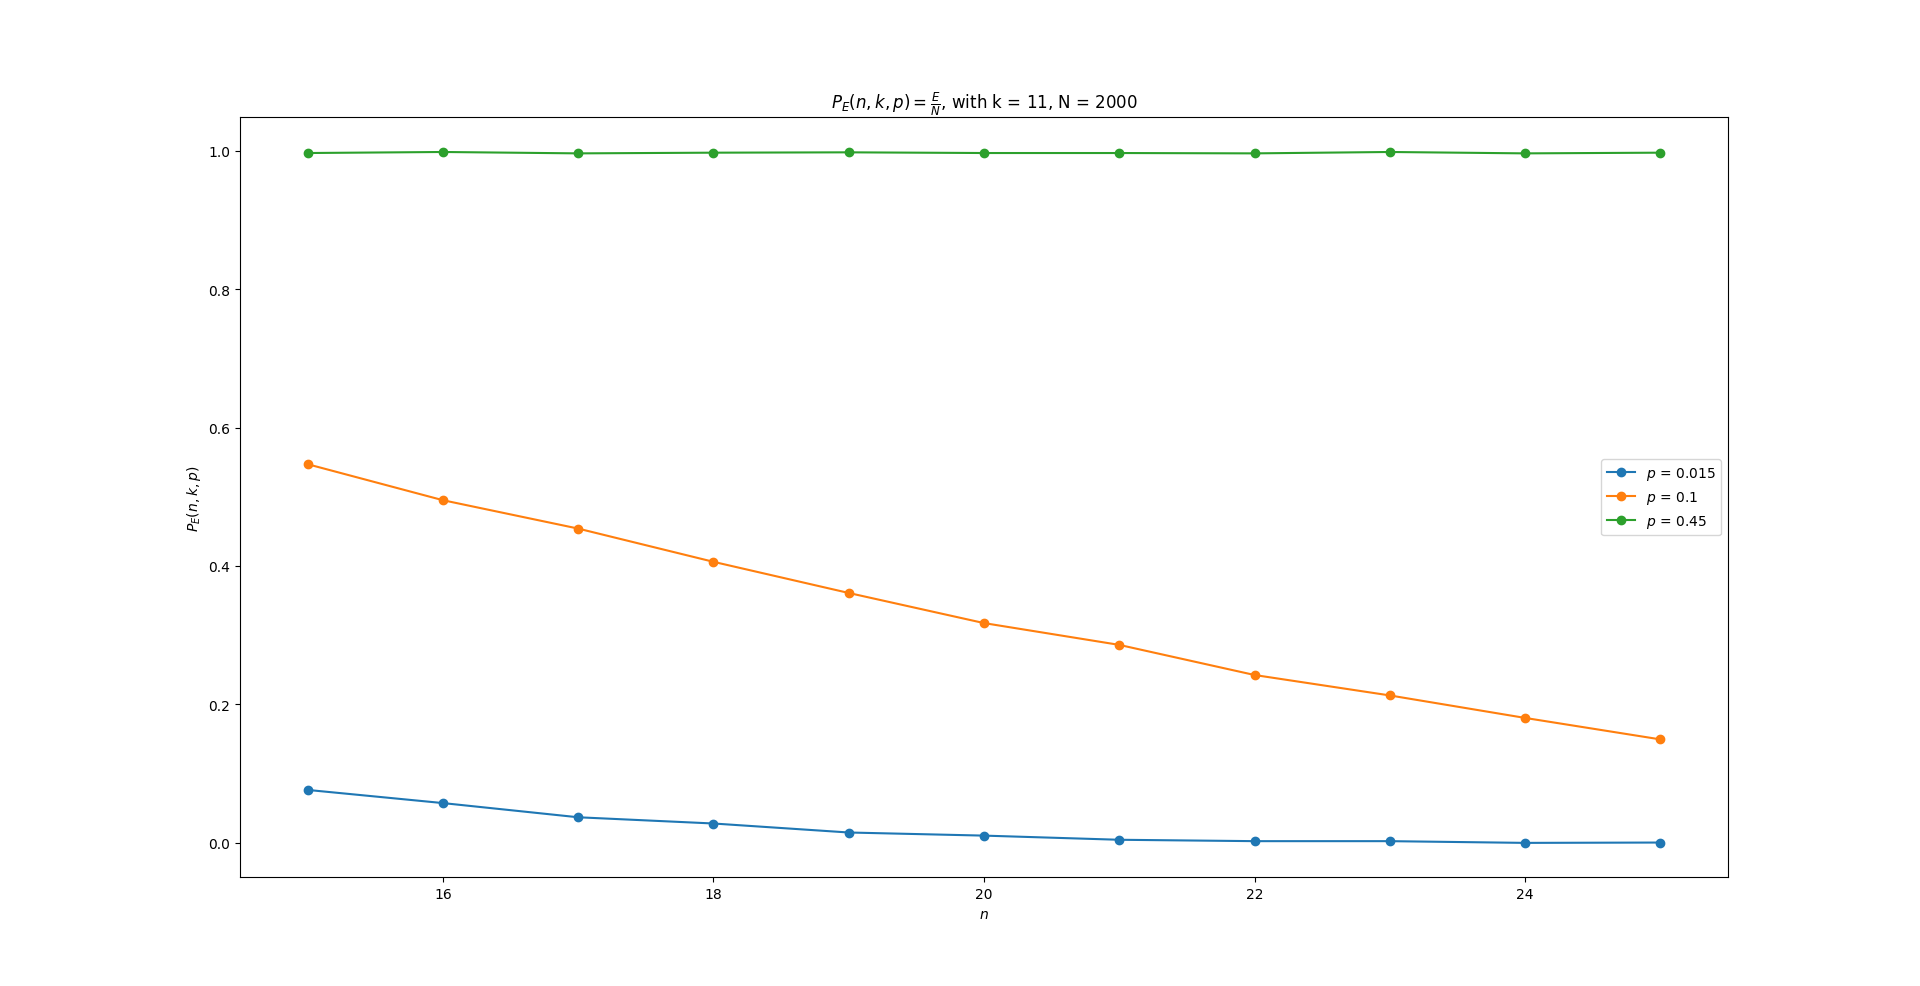 P_E(n, k, p) = E/N, with k = 11, N = 2000
1.0
0.8
0.6
0.4
0.2
0.0
P_E(n, k, p)
p = 0.015
p = 0.1
p = 0.45
16 18 20 22 24
n